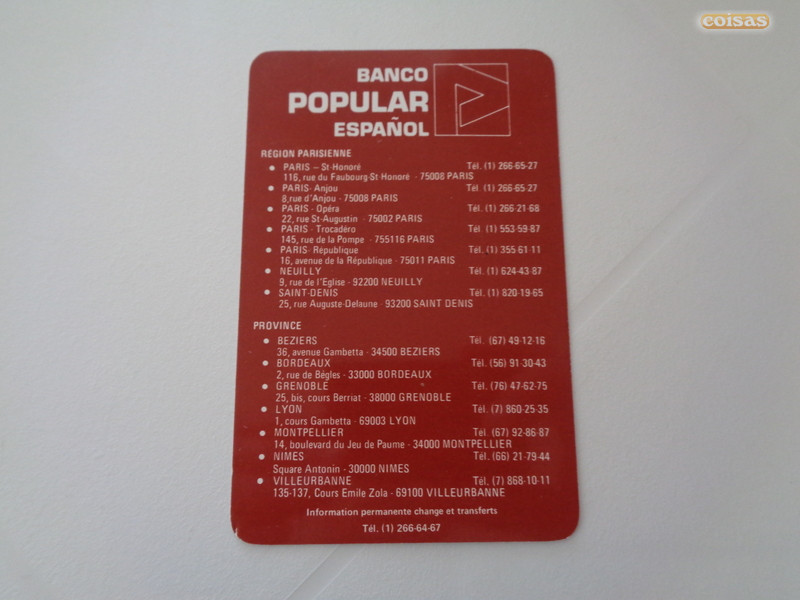 coisas
BANCO
POPULAR
ESPAÑOL
RÉGION PARISIENNE
● PARIS – St-Honoré Tél. (1) 266-65-27
116, rue du Faubourg-St-Honoré - 75008 PARIS
● PARIS- Anjou Tél. (1) 266 65 27
8,rue d'Anjou - 75008 PARIS
● PARIS - Opéra Tél. (1) 266-21-68
22, rue St-Augustin - 75002 PARIS
● PARIS - Trocadéro Tél. (1) 553-59-87
145, rue de la Pompe - 755116 PARIS
● PARIS- République Tél. (1) 355-61-11
16, avenue de la République - 75011 PARIS
● NEUILLY Tél. (1) 624-43-87
9, rue de l'Eglise - 92200 NEUILLY
● SAINT-DENIS Tél. (1) 820-19-65
25, rue Auguste-Delaune - 93200 SAINT DENIS
PROVINCE
● BEZIERS Tél. (67) 49-12-16
36, avenue Gambetta - 34500 BEZIERS
● BORDEAUX Tél. (56) 91-30-43
2, rue de Bégles - 33000 BORDEAUX
● GRENOBLE Tél. (76) 47-62-75
25, bis, cours Berriat - 38000 GRENOBLE
● LYON Tél. (7) 860-25-35
1, cours Gambetta - 69003 LYON
● MONTPELLIER Tél. (67) 92-86-87
14, boulevard du Jeu de Paume - 34000 MONTPELLIER
● NIMES Tél. (66) 21-79-44
Square Antonin - 30000 NIMES
● VILLEURBANNE Tél. (7) 868-10-11
135-137, Cours Emile Zola - 69100 VILLEURBANNE
Information permanente change et transferts
Tél. (1) 266-64-67